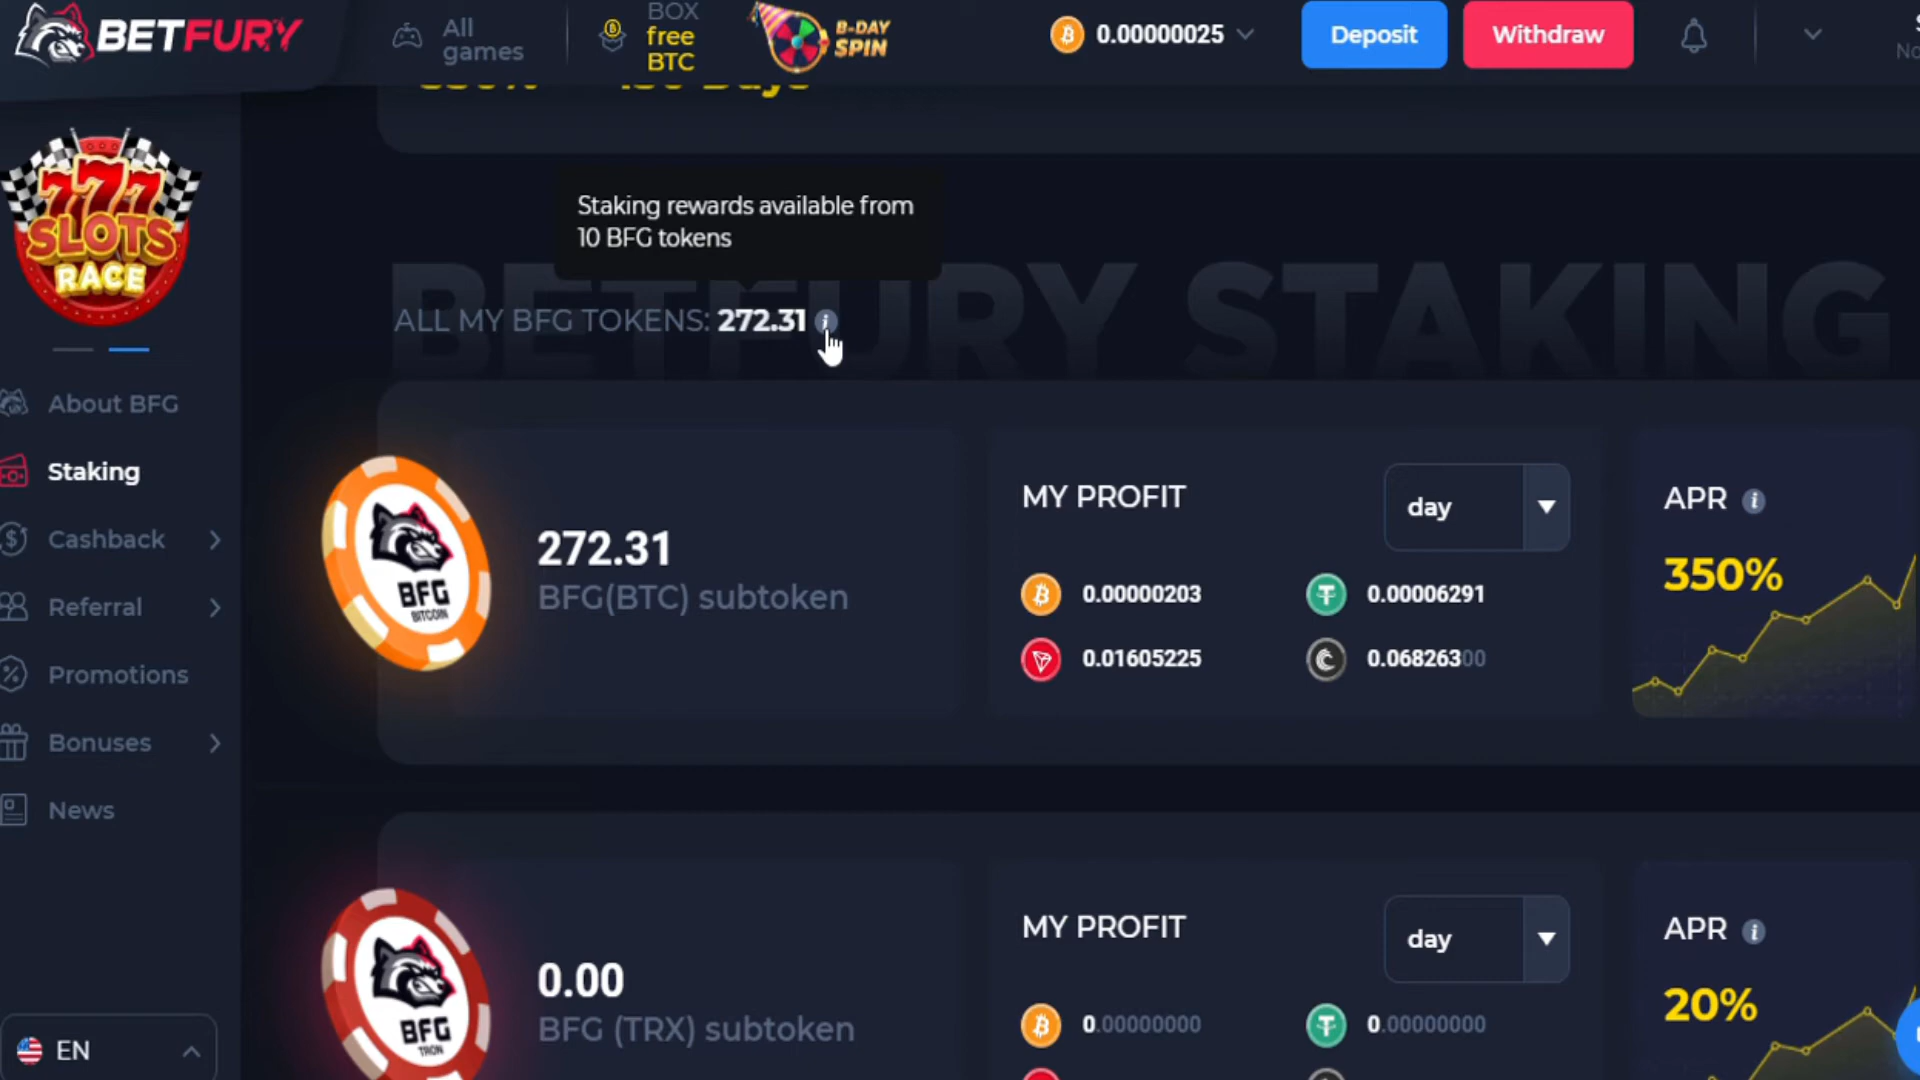 BETFURY
All
games
BOX
free
BTC
B-DAY
SPIN
0.00000025
Deposit
Withdraw
777
SLOTS
RACE
Staking rewards available from
10 BFG tokens
BETFURY STAKING
ALL MY BFG TOKENS: 272.31
About BFG
Staking
Cashback
Referral
Promotions
Bonuses
News
EN
BFG
BITCOIN
272.31
BFG(BTC) subtoken
MY PROFIT
day
0.00000203
0.00006291
0.01605225
0.06826300
APR
350%
BFG
TRON
0.00
BFG (TRX) subtoken
MY PROFIT
day
0.00000000
0.00000000
APR
20%